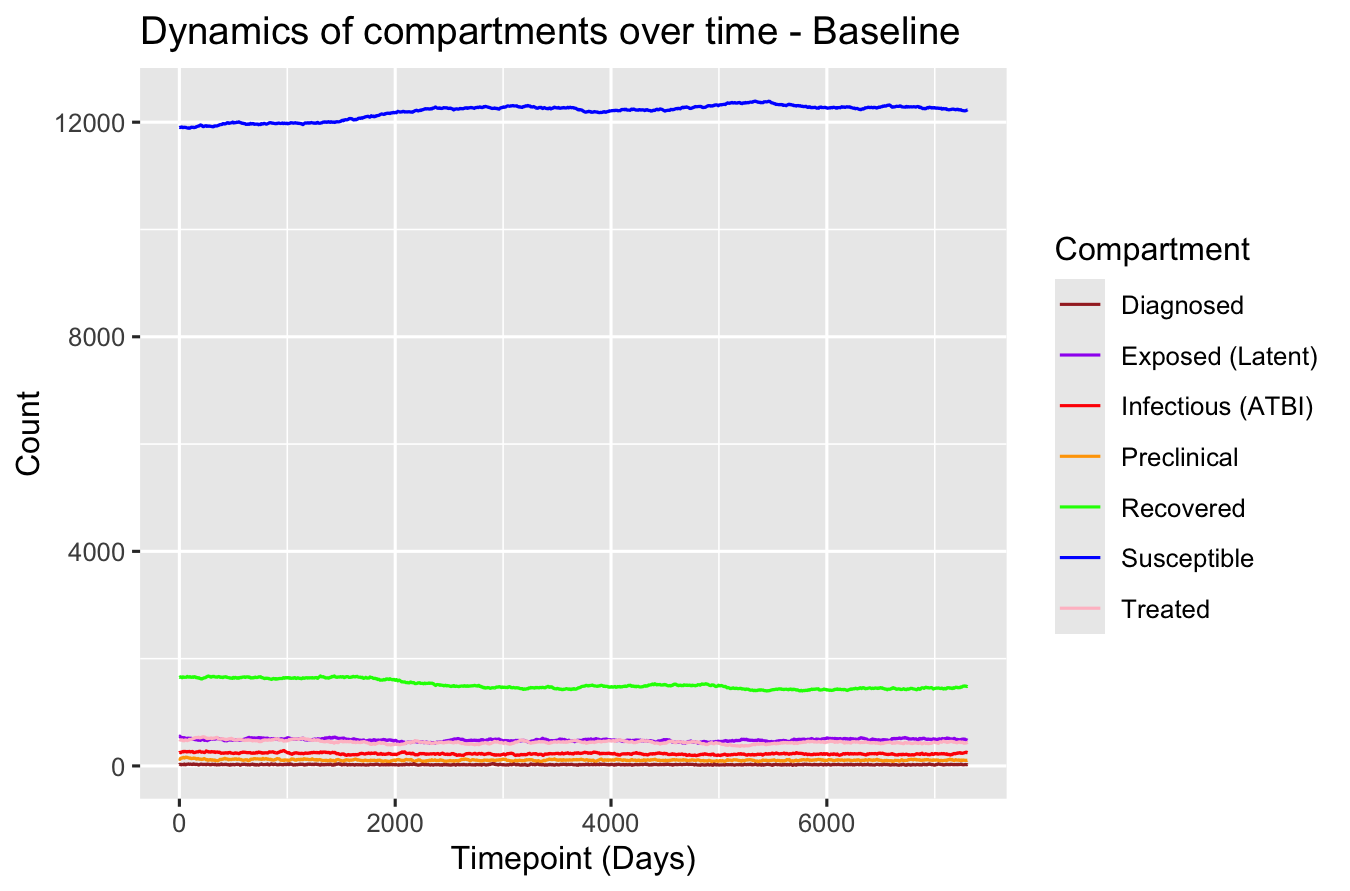 Dynamics of compartments over time - Baseline
12000
8000
4000
0
Count
0 2000 4000 6000
Timepoint (Days)
Compartment
Diagnosed
Exposed (Latent)
Infectious (ATBI)
Preclinical
Recovered
Susceptible
Treated